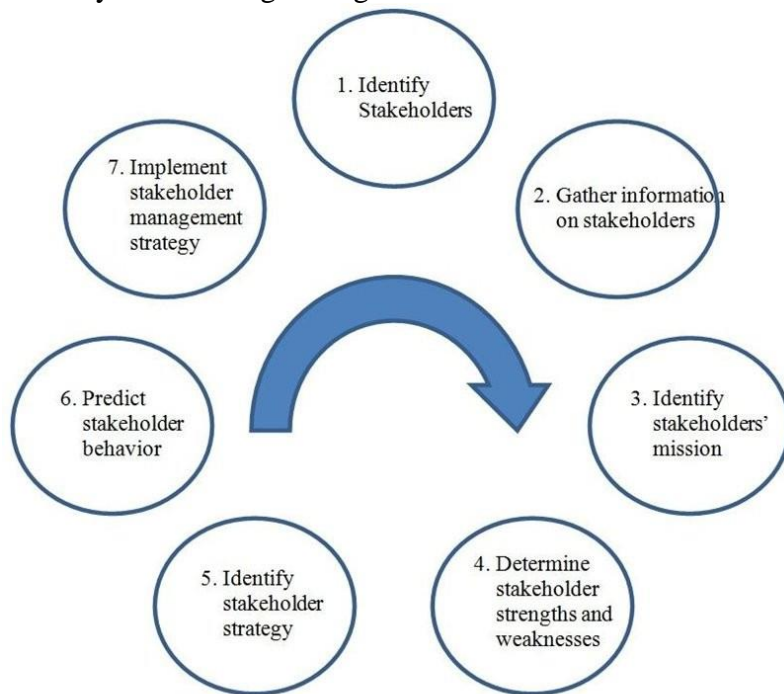 1. Identify
Stakeholders
2. Gather information
on stakeholders
3. Identify
stakeholders’
mission
4. Determine
stakeholder
strengths and
weaknesses
5. Identify
stakeholder
strategy
6. Predict
stakeholder
behavior
7. Implement
stakeholder
management
strategy